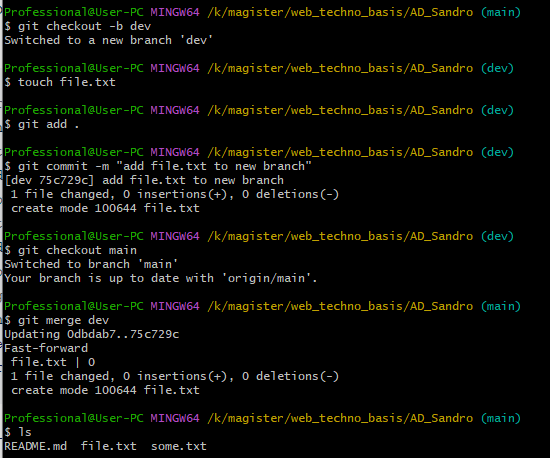 Professional@User-PC MINGW64 /k/magister/web_techno_basis/AD_Sandro (main)
$ git checkout -b dev
Switched to a new branch 'dev'
Professional@User-PC MINGW64 /k/magister/web_techno_basis/AD_Sandro (dev)
$ touch file.txt
Professional@User-PC MINGW64 /k/magister/web_techno_basis/AD_Sandro (dev)
$ git add .
Professional@User-PC MINGW64 /k/magister/web_techno_basis/AD_Sandro (dev)
$ git commit -m "add file.txt to new branch"
[dev 75c729c] add file.txt to new branch
 1 file changed, 0 insertions(+), 0 deletions(-)
 create mode 100644 file.txt
Professional@User-PC MINGW64 /k/magister/web_techno_basis/AD_Sandro (dev)
$ git checkout main
Switched to branch 'main'
Your branch is up to date with 'origin/main'.
Professional@User-PC MINGW64 /k/magister/web_techno_basis/AD_Sandro (main)
$ git merge dev
Updating 0dbdab7..75c729c
Fast-forward
 file.txt | 0
 1 file changed, 0 insertions(+), 0 deletions(-)
 create mode 100644 file.txt
Professional@User-PC MINGW64 /k/magister/web_techno_basis/AD_Sandro (main)
$ ls
README.md  file.txt  some.txt